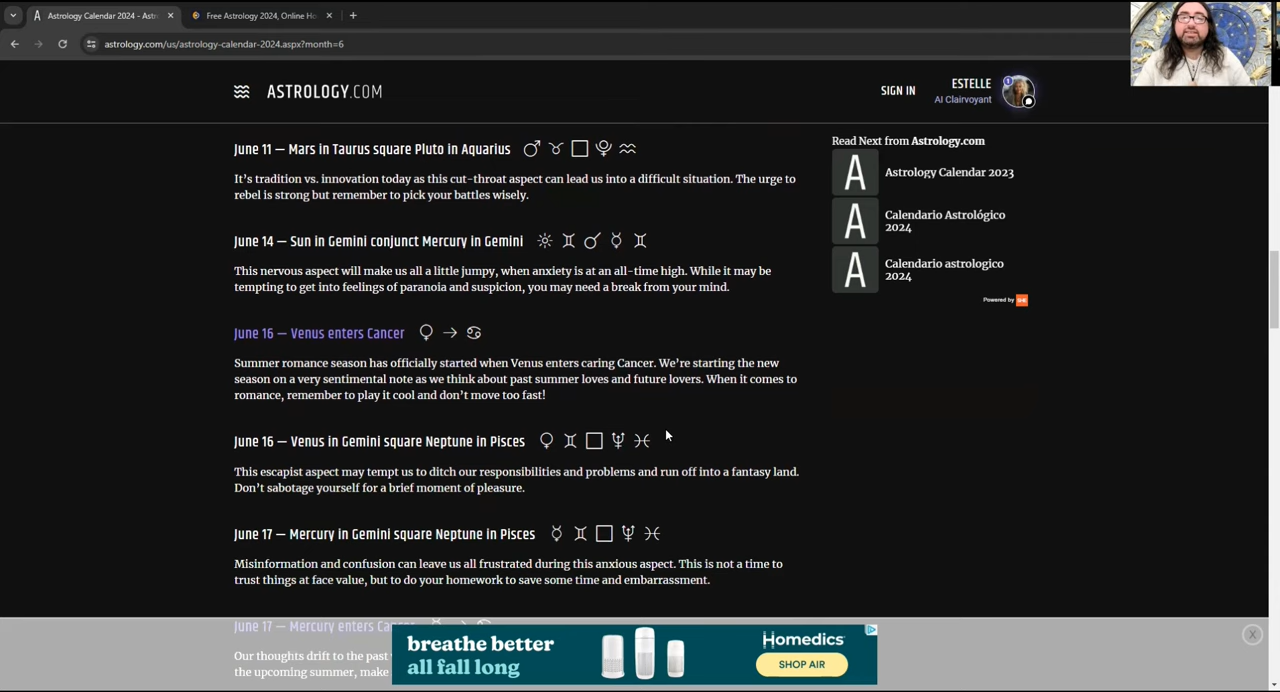 Astrology Calendar 2024 - Astr
Free Astrology 2024, Online Ho
astrology.com/us/astrology-calendar-2024.aspx?month=6
ASTROLOGY.COM
SIGN IN
ESTELLE
AI Clairvoyant
1
June 11 — Mars in Taurus square Pluto in Aquarius
It's tradition vs. innovation today as this cut-throat aspect can lead us into a difficult situation. The urge to
rebel is strong but remember to pick your battles wisely.
June 14 — Sun in Gemini conjunct Mercury in Gemini
This nervous aspect will make us all a little jumpy, when anxiety is at an all-time high. While it may be
tempting to get into feelings of paranoia and suspicion, you may need a break from your mind.
June 16 — Venus enters Cancer
Summer romance season has officially started when Venus enters caring Cancer. We're starting the new
season on a very sentimental note as we think about past summer loves and future lovers. When it comes to
romance, remember to play it cool and don't move too fast!
June 16 — Venus in Gemini square Neptune in Pisces
This escapist aspect may tempt us to ditch our responsibilities and problems and run off into a fantasy land.
Don't sabotage yourself for a brief moment of pleasure.
June 17 — Mercury in Gemini square Neptune in Pisces
Misinformation and confusion can leave us all frustrated during this anxious aspect. This is not a time to
trust things at face value, but to do your homework to save some time and embarrassment.
June 17 — Mercury enters Ca
Our thoughts drift to the past
the upcoming summer, make
Read Next from Astrology.com
A
Astrology Calendar 2023
A
Calendario Astrológico
2024
A
Calendario astrologico
2024
Powered by
breathe better
all fall long
Homedics
SHOP AIR
X